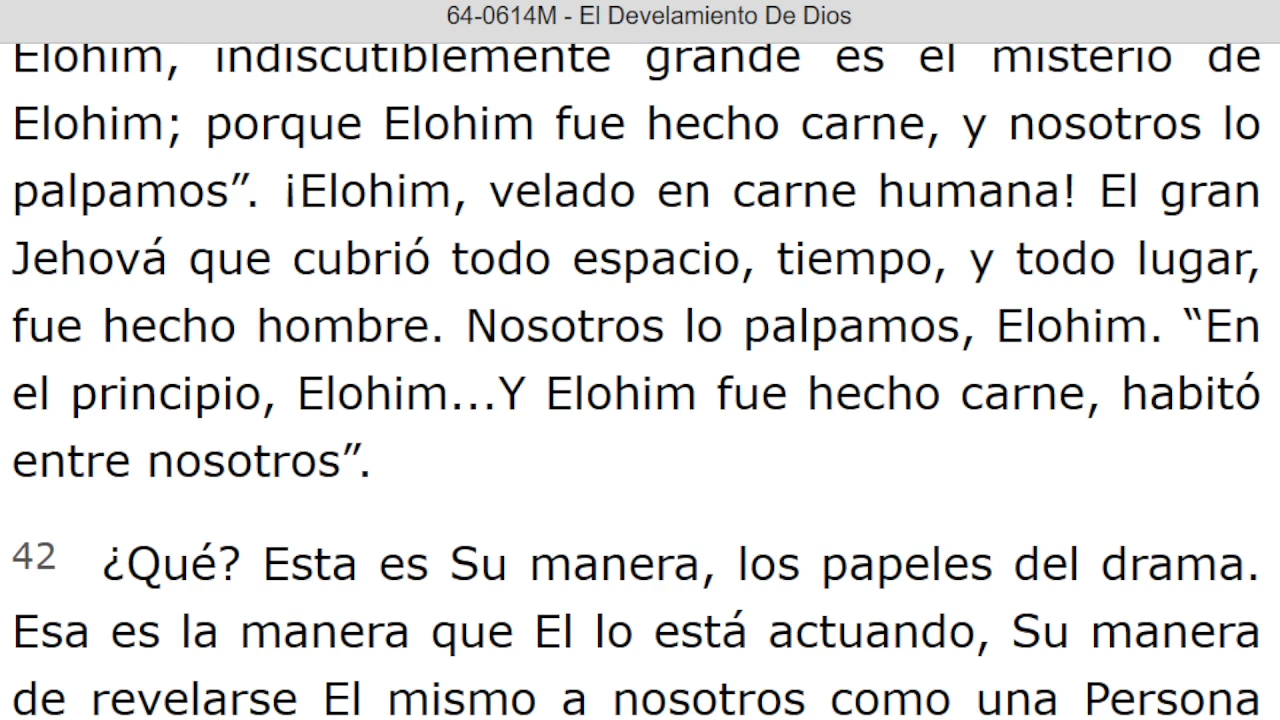 64-0614M - El Develamiento De Dios
Elohim, indiscutiblemente grande es el misterio de
Elohim; porque Elohim fue hecho carne, y nosotros lo
palpamos”. ¡Elohim, velado en carne humana! El gran
Jehová que cubrió todo espacio, tiempo, y todo lugar,
fue hecho hombre. Nosotros lo palpamos, Elohim. “En
el principio, Elohim...Y Elohim fue hecho carne, habitó
entre nosotros”.
42 ¿Qué? Esta es Su manera, los papeles del drama.
Esa es la manera que El lo está actuando, Su manera
de revelarse El mismo a nosotros como una Persona